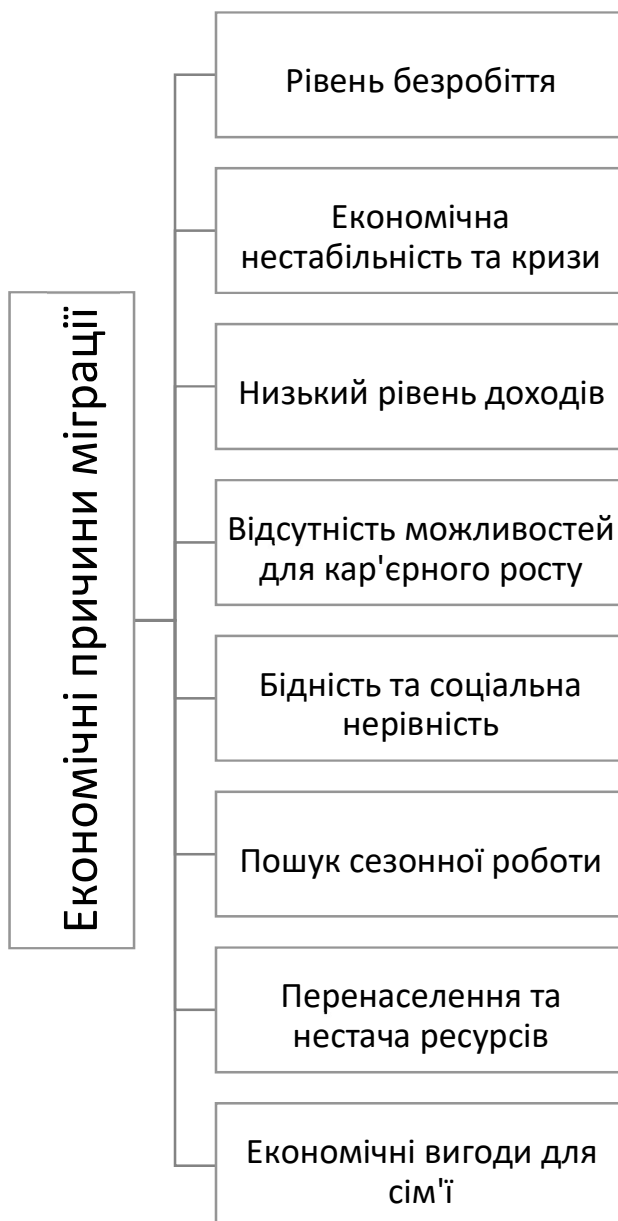 Економічні причини міграції
Рівень безробіття
Економічна
нестабільність та кризи
Низький рівень доходів
Відсутність можливостей
для кар'єрного росту
Бідність та соціальна
нерівність
Пошук сезонної роботи
Перенаселення та
нестача ресурсів
Економічні вигоди для
сім'ї